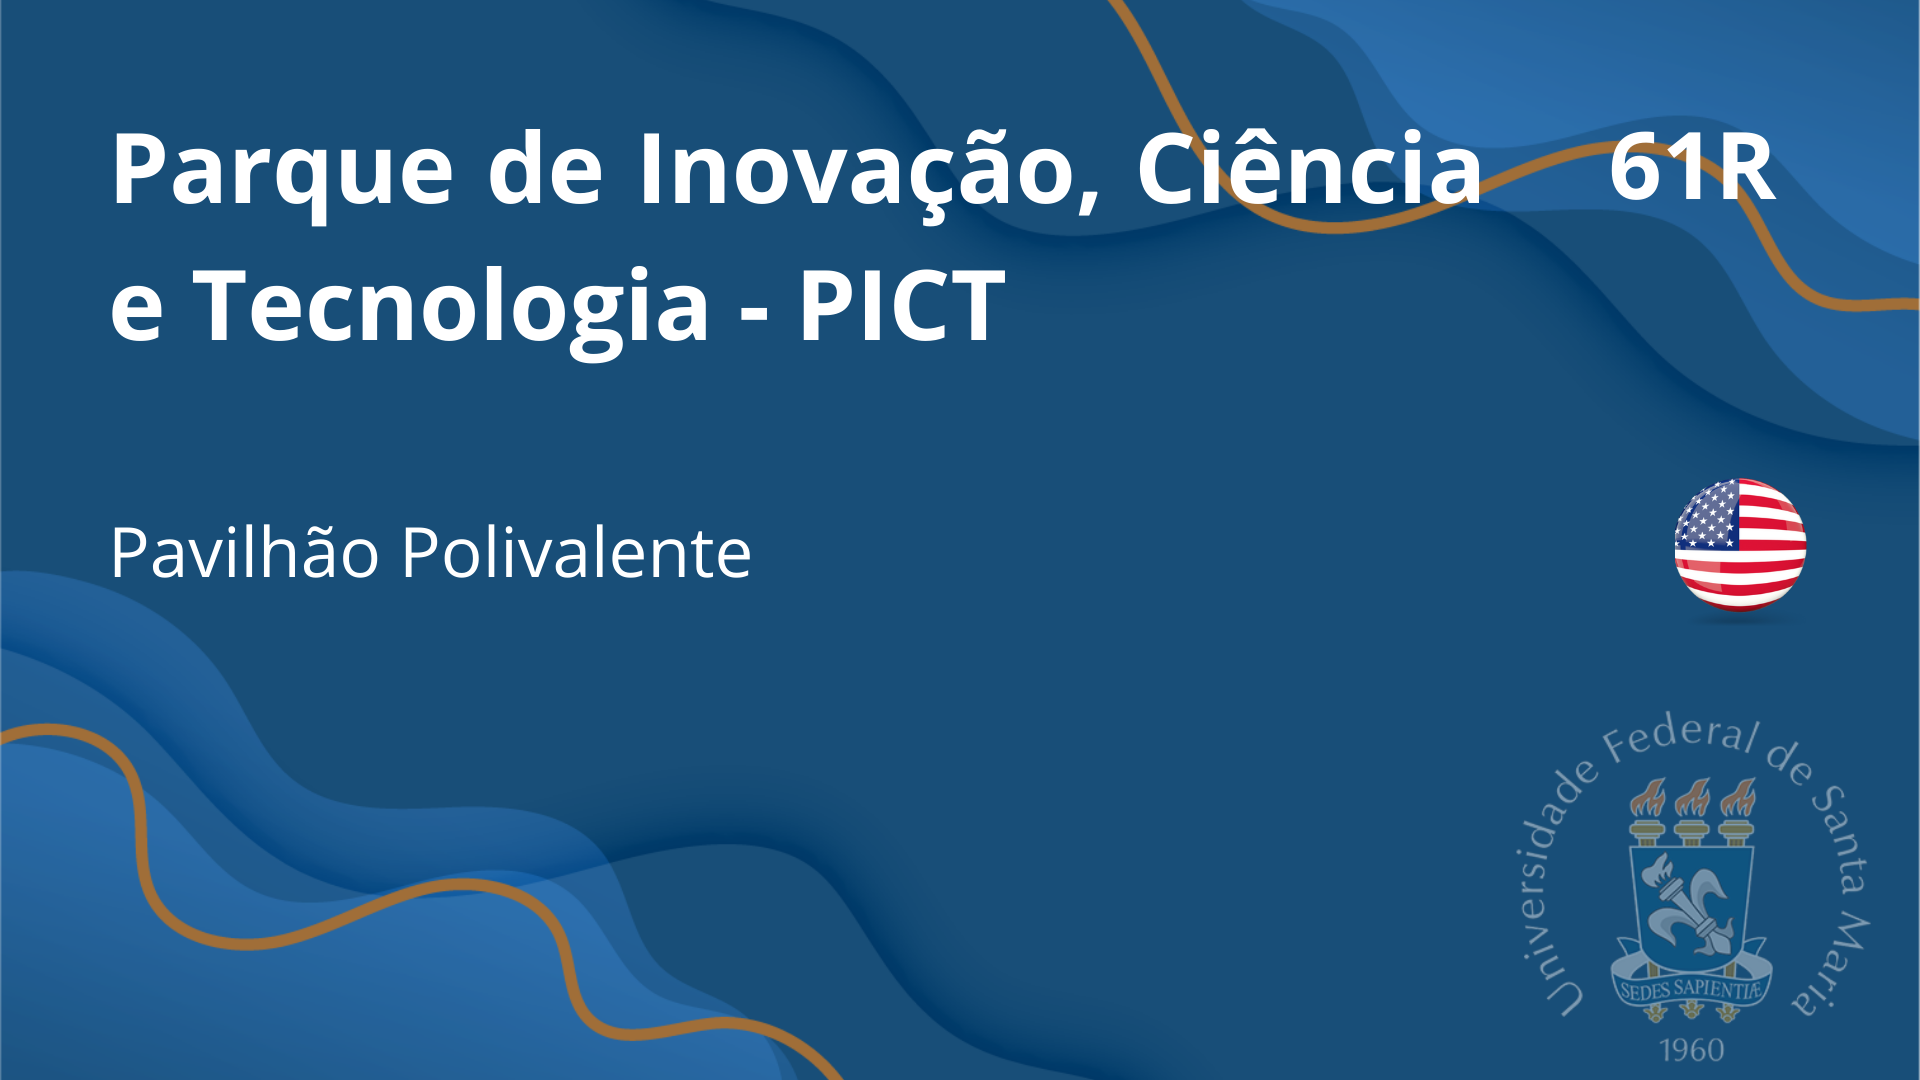 Parque de Inovação, Ciência 61R
e Tecnologia - PICT
Pavilhão Polivalente
Universidade Federal de Santa Maria
SEDES SAPIENTIÆ
1960